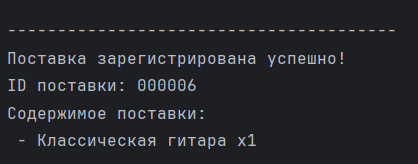 ---------------------------------------
Поставка зарегистрирована успешно!
ID поставки: 000006
Содержимое поставки:
- Классическая гитара x1